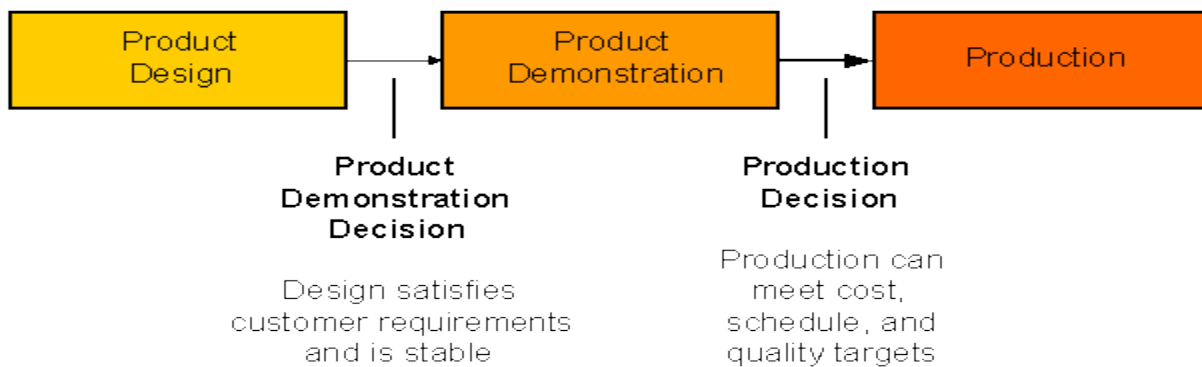 Product
Design
Product
Demonstration
Production
Product
Demonstration
Decision
Design satisfies
customer requirements
and is stable
Production
Decision
Production can
meet cost,
schedule, and
quality targets